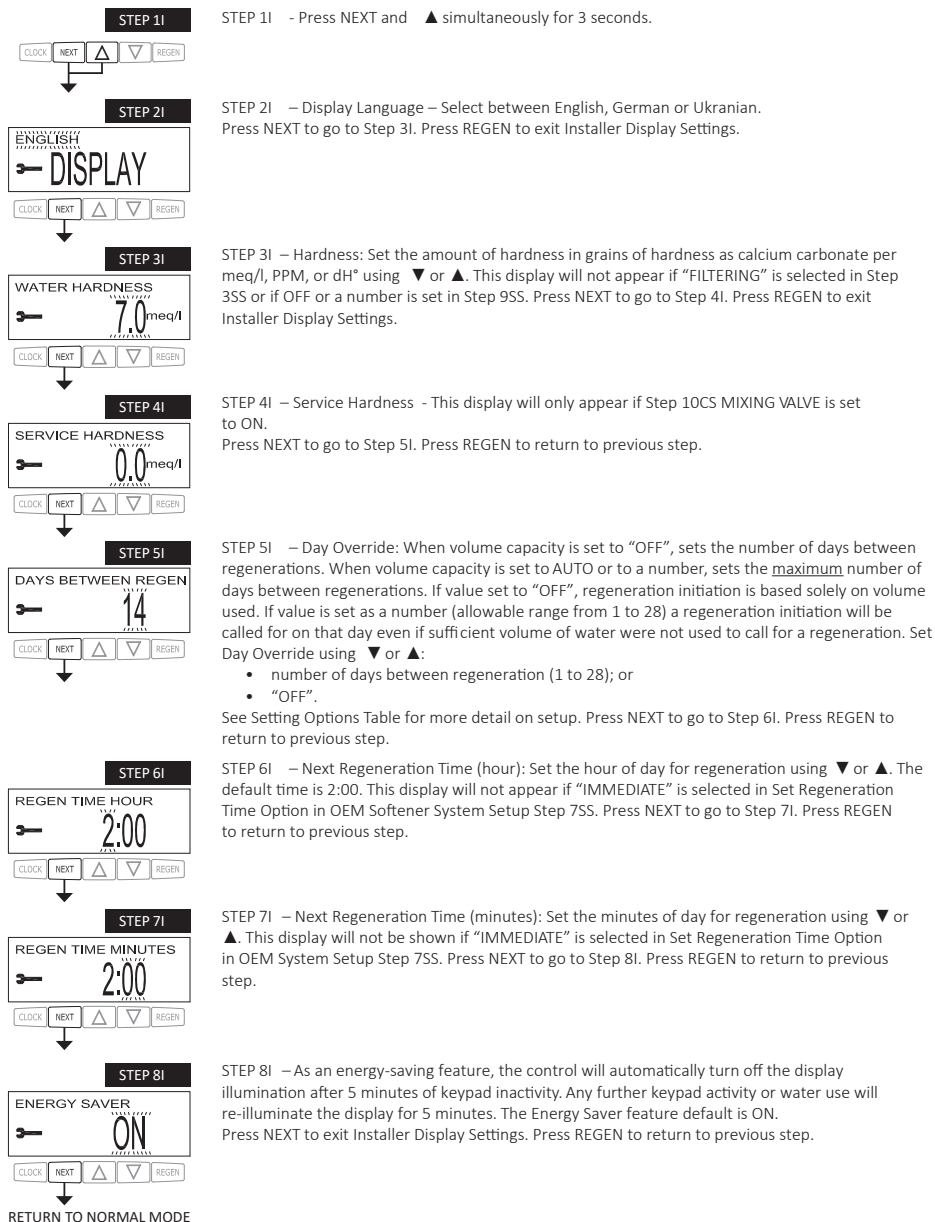 STEP 1I
STEP 1I - Press NEXT and ▲ simultaneously for 3 seconds.
CLOCK NEXT △ ▽ REGEN
STEP 2I
STEP 2I – Display Language – Select between English, German or Ukranian.
Press NEXT to go to Step 3I. Press REGEN to exit Installer Display Settings.
ENGLISH
DISPLAY
CLOCK NEXT △ ▽ REGEN
STEP 3I
STEP 3I – Hardness: Set the amount of hardness in grains of hardness as calcium carbonate per
meq/l, PPM, or dH° using ▼ or ▲. This display will not appear if “FILTERING” is selected in Step
3SS or if OFF or a number is set in Step 9SS. Press NEXT to go to Step 4I. Press REGEN to exit
Installer Display Settings.
WATER HARDNESS
7.0 meq/l
CLOCK NEXT △ ▽ REGEN
STEP 4I
STEP 4I – Service Hardness - This display will only appear if Step 10CS MIXING VALVE is set
to ON.
Press NEXT to go to Step 5I. Press REGEN to return to previous step.
SERVICE HARDNESS
0.0 meq/l
CLOCK NEXT △ ▽ REGEN
STEP 5I
STEP 5I – Day Override: When volume capacity is set to “OFF”, sets the number of days between
regenerations. When volume capacity is set to AUTO or to a number, sets the maximum number of
days between regenerations. If value set to “OFF”, regeneration initiation is based solely on volume
used. If value is set as a number (allowable range from 1 to 28) a regeneration initiation will be
called for on that day even if sufficient volume of water were not used to call for a regeneration. Set
Day Override using ▼ or ▲:
• number of days between regeneration (1 to 28); or
• “OFF”.
See Setting Options Table for more detail on setup. Press NEXT to go to Step 6I. Press REGEN to
return to previous step.
DAYS BETWEEN REGEN
14
CLOCK NEXT △ ▽ REGEN
STEP 6I
STEP 6I – Next Regeneration Time (hour): Set the hour of day for regeneration using ▼ or ▲. The
default time is 2:00. This display will not appear if “IMMEDIATE” is selected in Set Regeneration
Time Option in OEM Softener System Setup Step 7SS. Press NEXT to go to Step 7I. Press REGEN
to return to previous step.
REGEN TIME HOUR
2:00
CLOCK NEXT △ ▽ REGEN
STEP 7I
STEP 7I – Next Regeneration Time (minutes): Set the minutes of day for regeneration using ▼ or
▲. This display will not be shown if “IMMEDIATE” is selected in Set Regeneration Time Option
in OEM System Setup Step 7SS. Press NEXT to go to Step 8I. Press REGEN to return to previous
step.
REGEN TIME MINUTES
2:00
CLOCK NEXT △ ▽ REGEN
STEP 8I
STEP 8I – As an energy-saving feature, the control will automatically turn off the display
illumination after 5 minutes of keypad inactivity. Any further keypad activity or water use will
re-illuminate the display for 5 minutes. The Energy Saver feature default is ON.
Press NEXT to exit Installer Display Settings. Press REGEN to return to previous step.
ENERGY SAVER
ON
CLOCK NEXT △ ▽ REGEN
RETURN TO NORMAL MODE